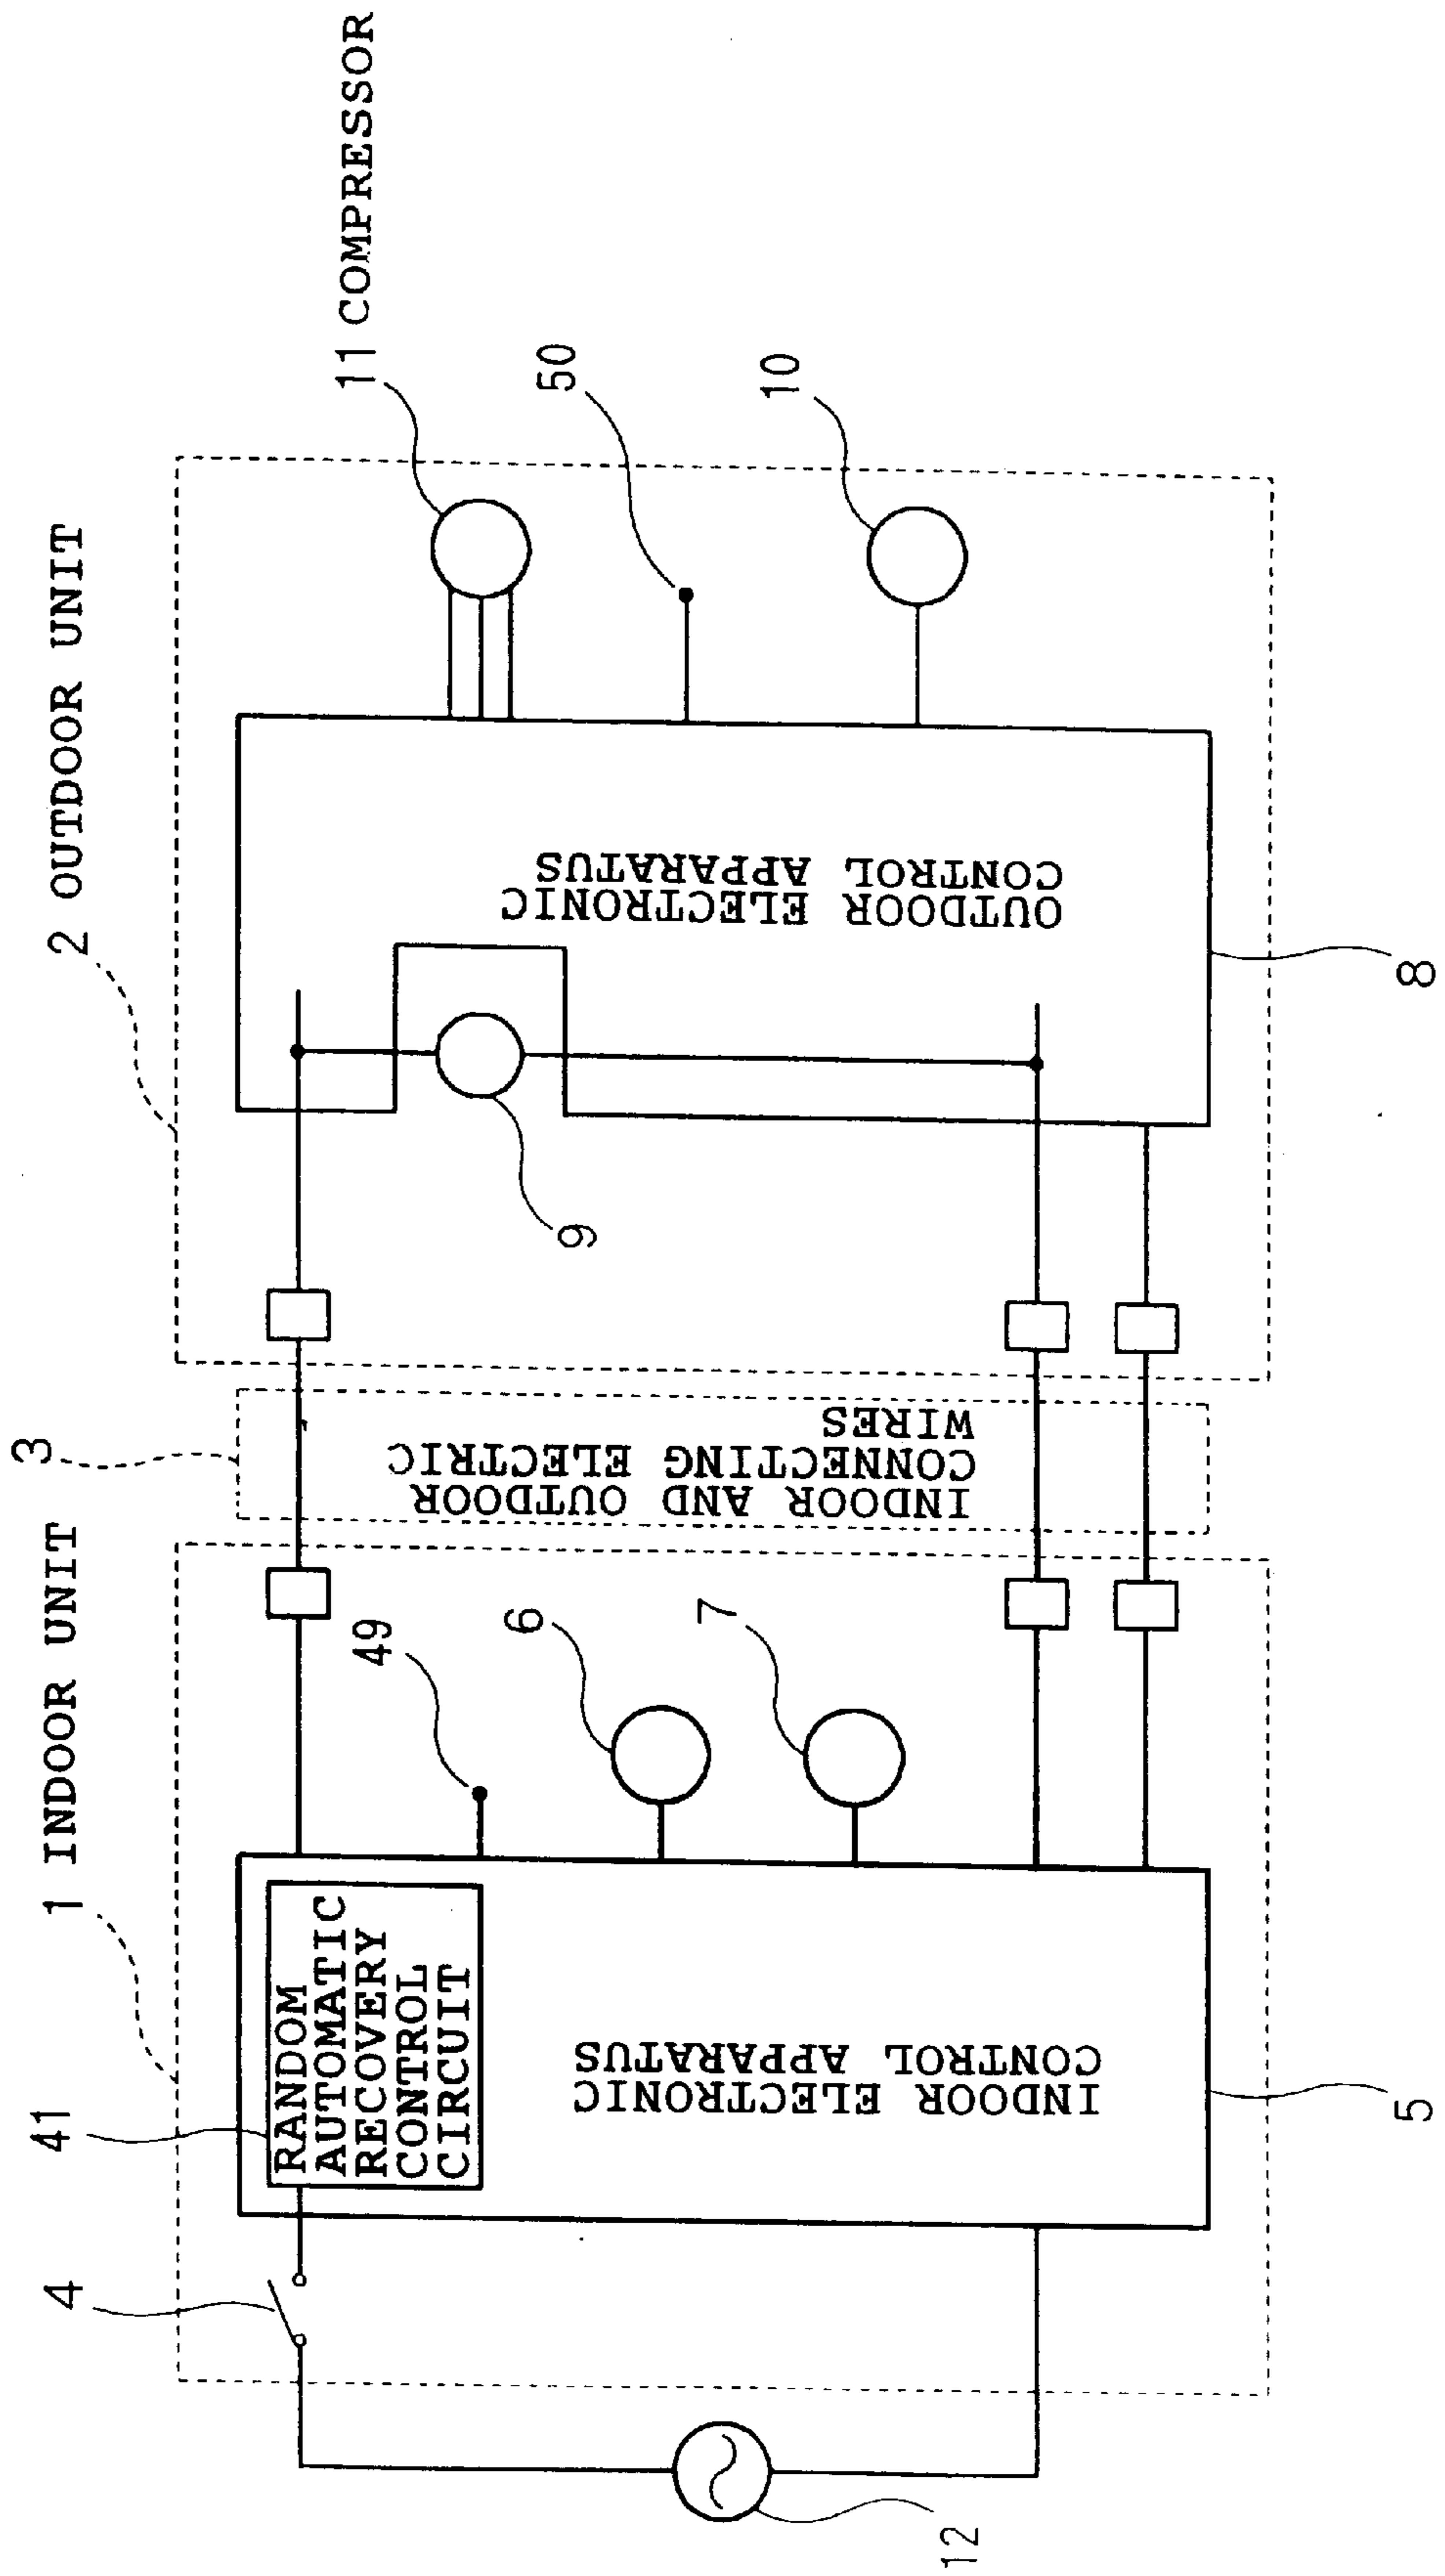 1 INDOOR UNIT
2 OUTDOOR UNIT
3
41
4
RANDOM
AUTOMATIC
RECOVERY
CONTROL
CIRCUIT
INDOOR ELECTRONIC
CONTROL APPARATUS
5
49
6
7
12
INDOOR AND OUTDOOR
CONNECTING ELECTRIC
WIRES
9
OUTDOOR ELECTRONIC
CONTROL APPARATUS
8
11 COMPRESSOR
50
10